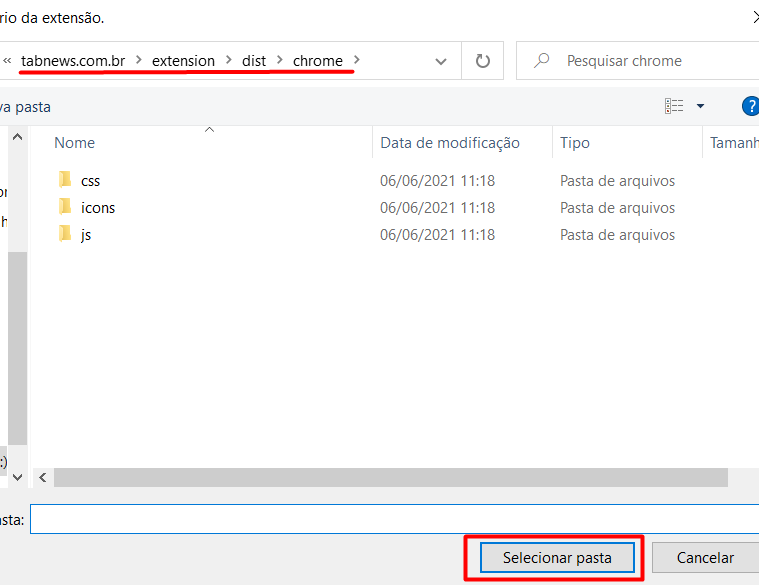 rio da extensão.
« tabnews.com.br > extension > dist > chrome >
Pesquisar chrome
va pasta
?
Nome
Data de modificação
Tipo
Tamanh
css 06/06/2021 11:18 Pasta de arquivos
icons 06/06/2021 11:18 Pasta de arquivos
js 06/06/2021 11:18 Pasta de arquivos
:)
asta:
Selecionar pasta
Cancelar